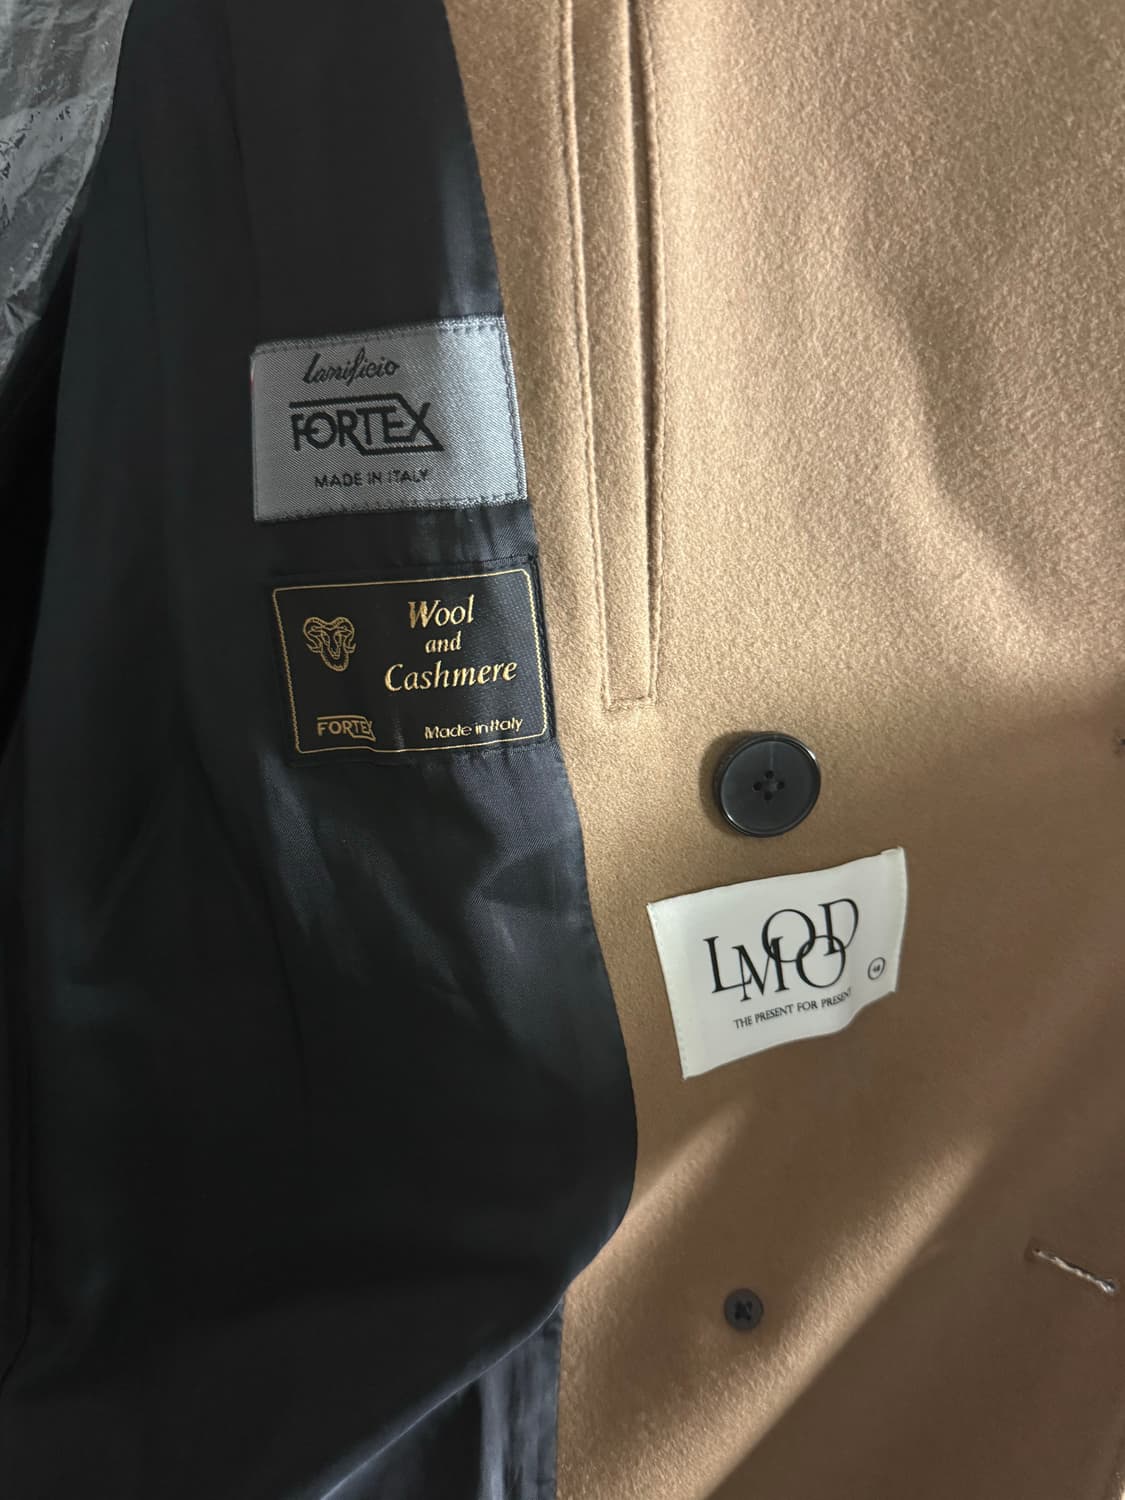 lanificio
FORTEX
MADE IN ITALY
Wool
and
Cashmere
FORTEX
Made in Italy
LMOOD
THE PRESENT FOR PRESENT